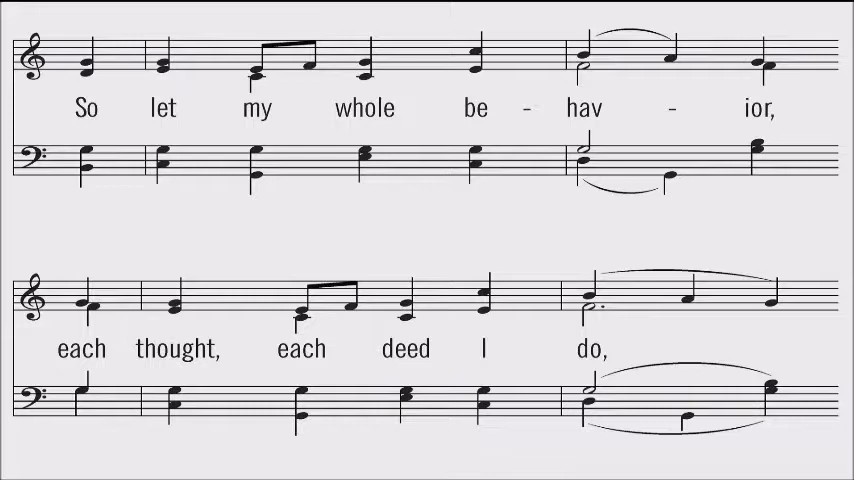 So let my whole be - hav - ior,
each thought, each deed I do,